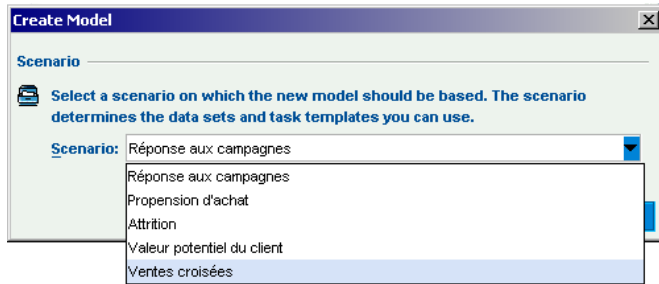 Create Model
Scenario
Select a scenario on which the new model should be based. The scenario
determines the data sets and task templates you can use.
Scenario: Réponse aux campagnes
Réponse aux campagnes
Propension d'achat
Attrition
Valeur potentiel du client
Ventes croisées